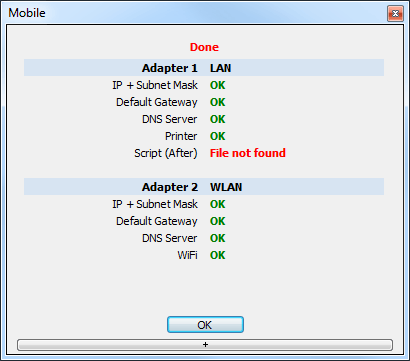 Mobile
Done
Adapter 1 LAN
IP + Subnet Mask OK
Default Gateway OK
DNS Server OK
Printer OK
Script (After) File not found
Adapter 2 WLAN
IP + Subnet Mask OK
Default Gateway OK
DNS Server OK
WiFi OK
OK
+